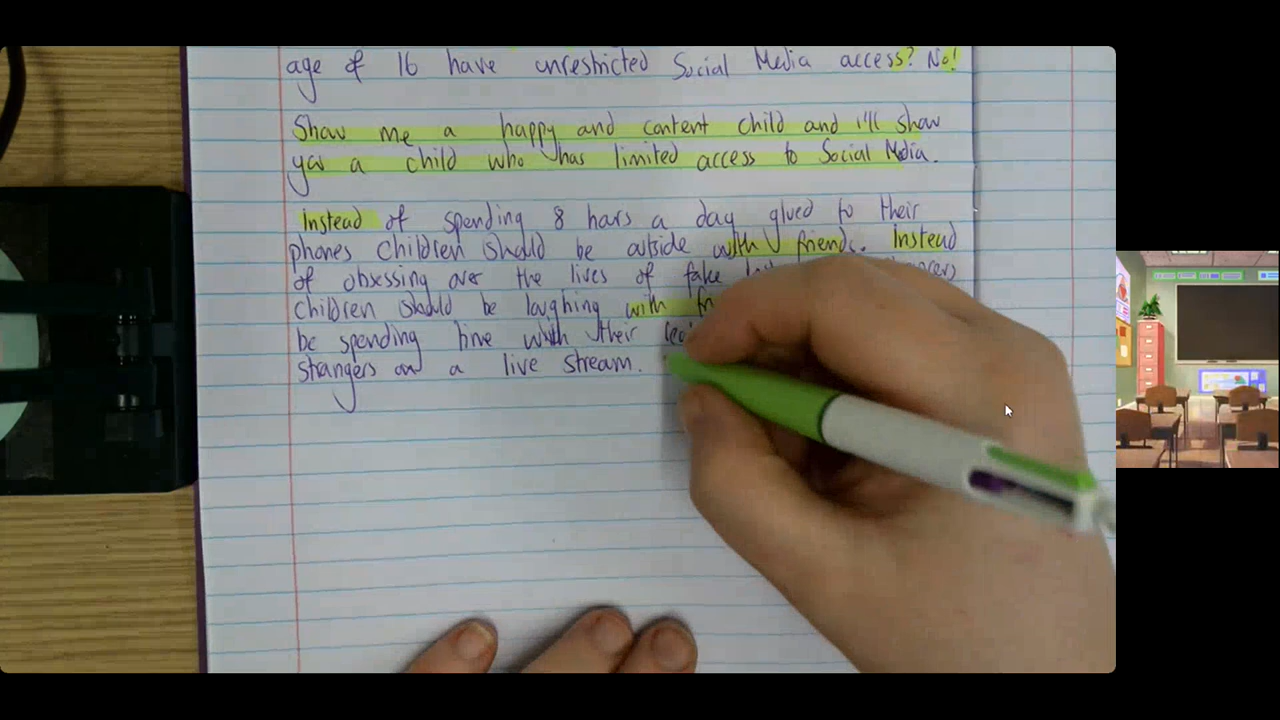 age of 16 have unrestricted Social Media access? No!
Show me a happy and content child and i'll show
you a child who has limited access to Social Media.
Instead of spending 8 hours a day glued to their
phones children should be outside with friends. Instead
of obsessing over the lives of fake
children should be laughing with
be spending time with their
strangers on a live stream.